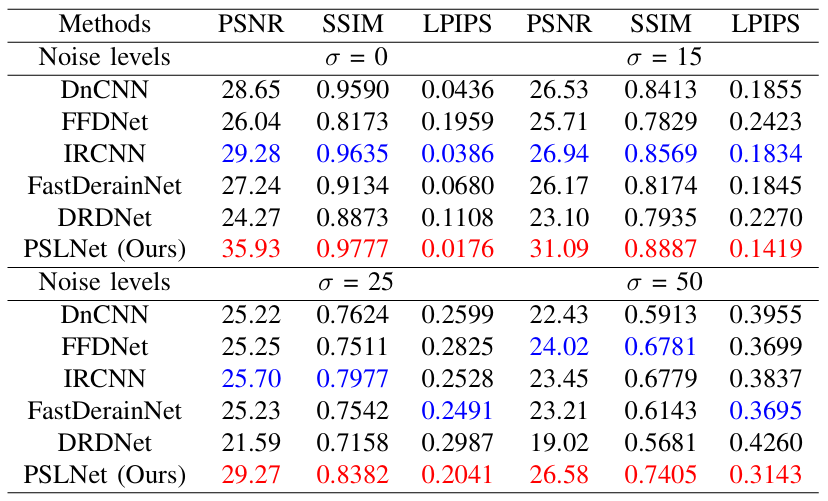 Methods PSNR SSIM LPIPS PSNR SSIM LPIPS
Noise levels σ = 0 σ = 15
DnCNN 28.65 0.9590 0.0436 26.53 0.8413 0.1855
FFDNet 26.04 0.8173 0.1959 25.71 0.7829 0.2423
IRCNN 29.28 0.9635 0.0386 26.94 0.8569 0.1834
FastDerainNet 27.24 0.9134 0.0680 26.17 0.8174 0.1845
DRDNet 24.27 0.8873 0.1108 23.10 0.7935 0.2270
PSLNet (Ours) 35.93 0.9777 0.0176 31.09 0.8887 0.1419
Noise levels σ = 25 σ = 50
DnCNN 25.22 0.7624 0.2599 22.43 0.5913 0.3955
FFDNet 25.25 0.7511 0.2825 24.02 0.6781 0.3699
IRCNN 25.70 0.7977 0.2528 23.45 0.6779 0.3837
FastDerainNet 25.23 0.7542 0.2491 23.21 0.6143 0.3695
DRDNet 21.59 0.7158 0.2987 19.02 0.5681 0.4260
PSLNet (Ours) 29.27 0.8382 0.2041 26.58 0.7405 0.3143